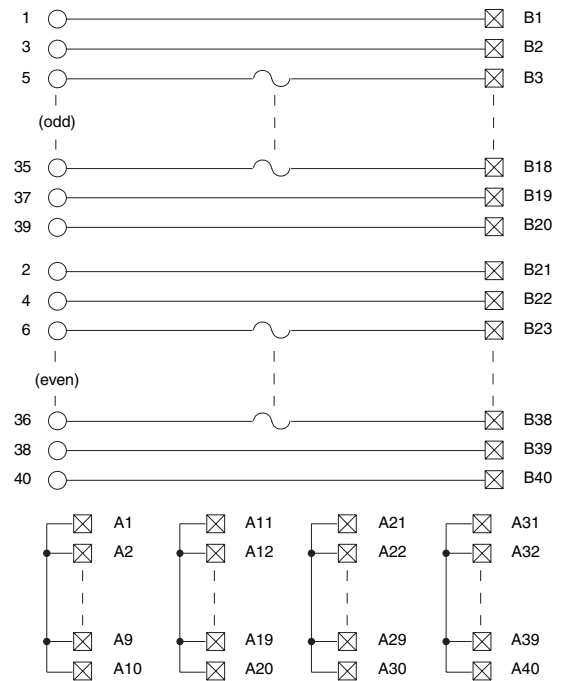 1 B1
3 B2
5 B3
(odd)
35 B18
37 B19
39 B20
2 B21
4 B22
6 B23
(even)
36 B38
38 B39
40 B40
A1 A11 A21 A31
A2 A12 A22 A32
A9 A19 A29 A39
A10 A20 A30 A40